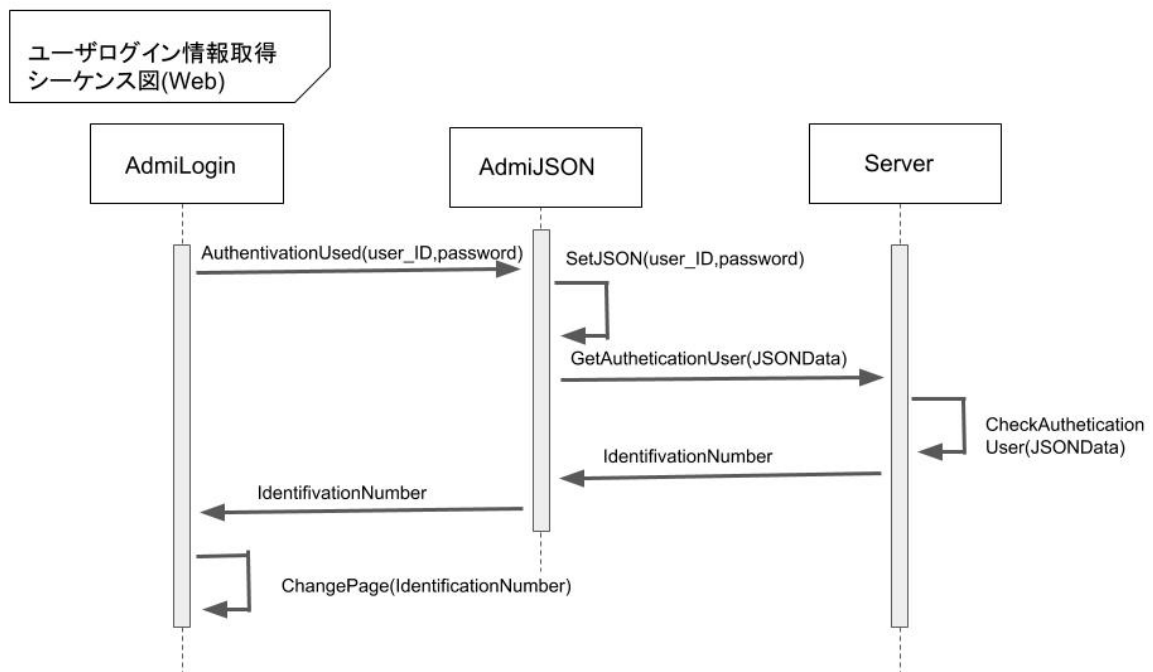 ユーザログイン情報取得
シーケンス図(Web)
AdmiLogin
AdmiJSON
Server
AuthentivationUsed(user_ID,password)
SetJSON(user_ID,password)
GetAutheticationUser(JSONData)
CheckAuthetication
User(JSONData)
IdentifivationNumber
IdentifivationNumber
ChangePage(IdentificationNumber)